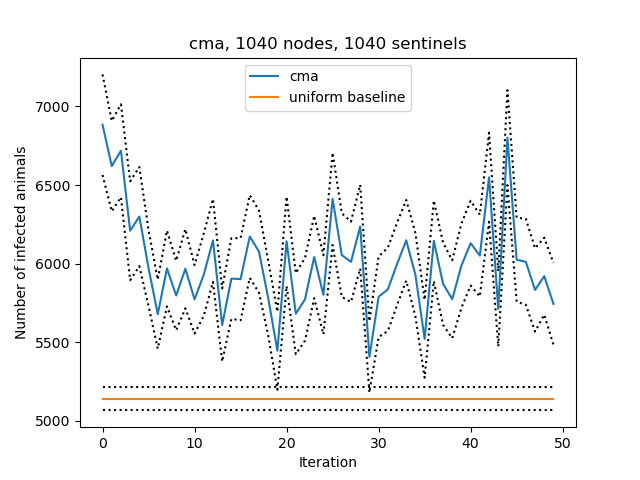 cma, 1040 nodes, 1040 sentinels
cma
uniform baseline
Number of infected animals
7000
6500
6000
5500
5000
0 10 20 30 40 50
Iteration